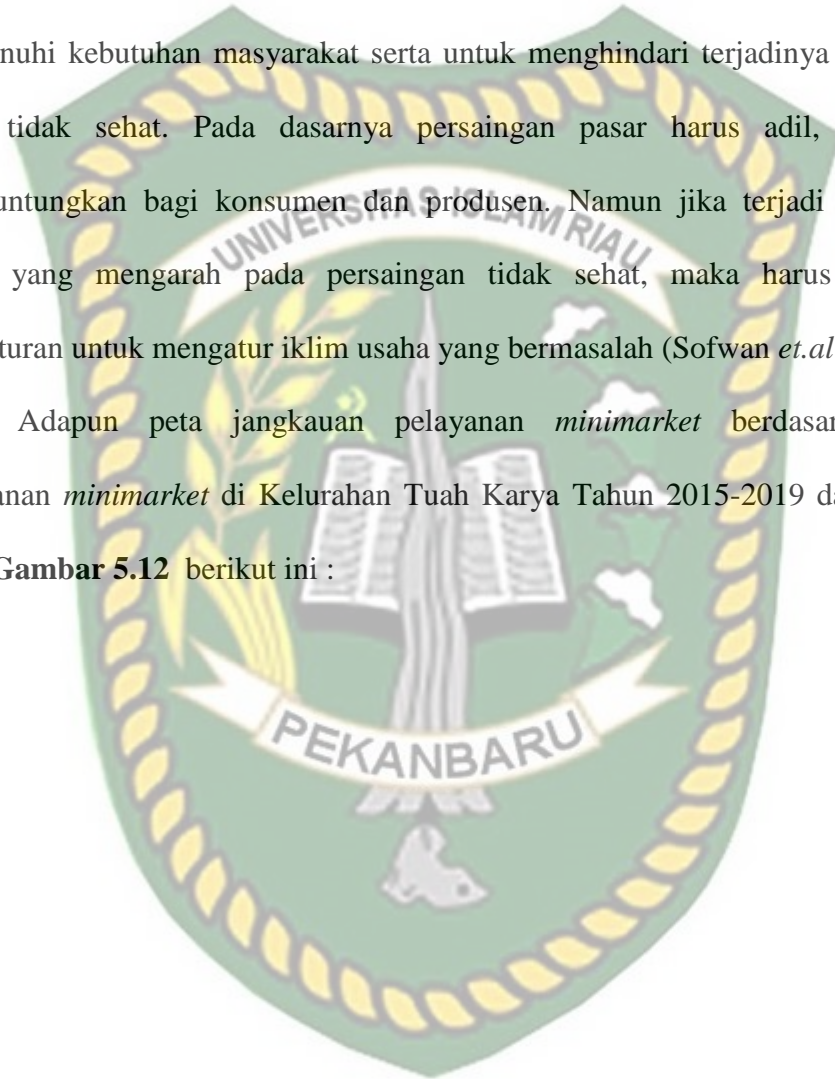 nuhi kebutuhan masyarakat serta untuk menghindari terjadinya
tidak sehat. Pada dasarnya persaingan pasar harus adil,
untungkan bagi konsumen dan produsen. Namun jika terjadi
UNIVERSITAS ISLAM RIAU
yang mengarah pada persaingan tidak sehat, maka harus
turan untuk mengatur iklim usaha yang bermasalah (Sofwan et.al
Adapun peta jangkauan pelayanan minimarket berdasar
anan minimarket di Kelurahan Tuah Karya Tahun 2015-2019 da
Gambar 5.12 berikut ini :
PEKANBARU